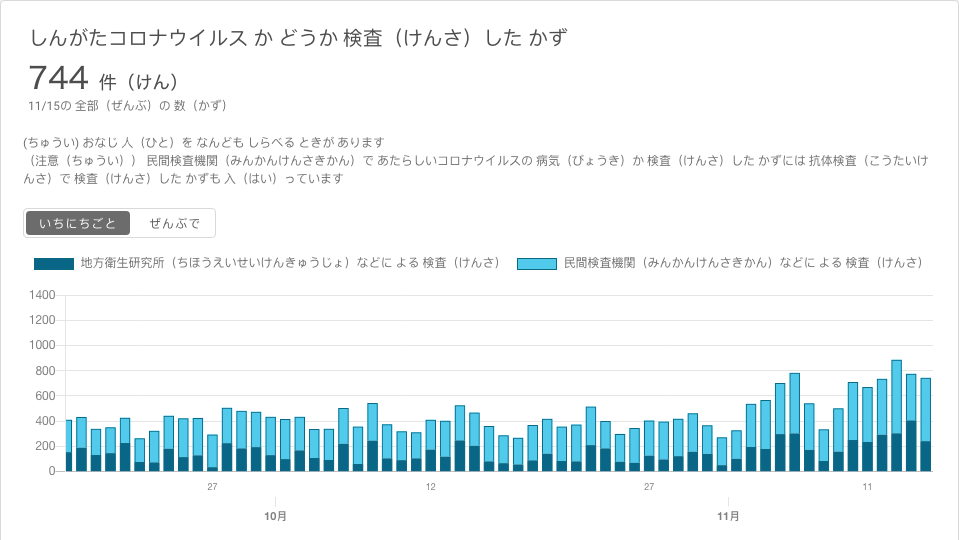 しんがたコロナウイルス か どうか 検査（けんさ）した かず
744 件（けん）
11/15の 全部（ぜんぶ）の 数（かず）
(ちゅうい) おなじ 人（ひと）を なんども しらべる ときが あります
（注意（ちゅうい）） 民間検査機関（みんかんけんさきかん）で あたらしいコロナウイルスの 病気（びょうき）か 検査（けんさ）した かずには 抗体検査（こうたいけ
んさ）で 検査（けんさ）した かずも 入（はい）っています
いちにちごと ぜんぶで
地方衛生研究所（ちほうえいせいけんきゅうじょ）などに よる 検査（けんさ） 民間検査機関（みんかんけんさきかん）などに よる 検査（けんさ）
1400
1200
1000
800
600
400
200
0
27 12 27 11
10月 11月